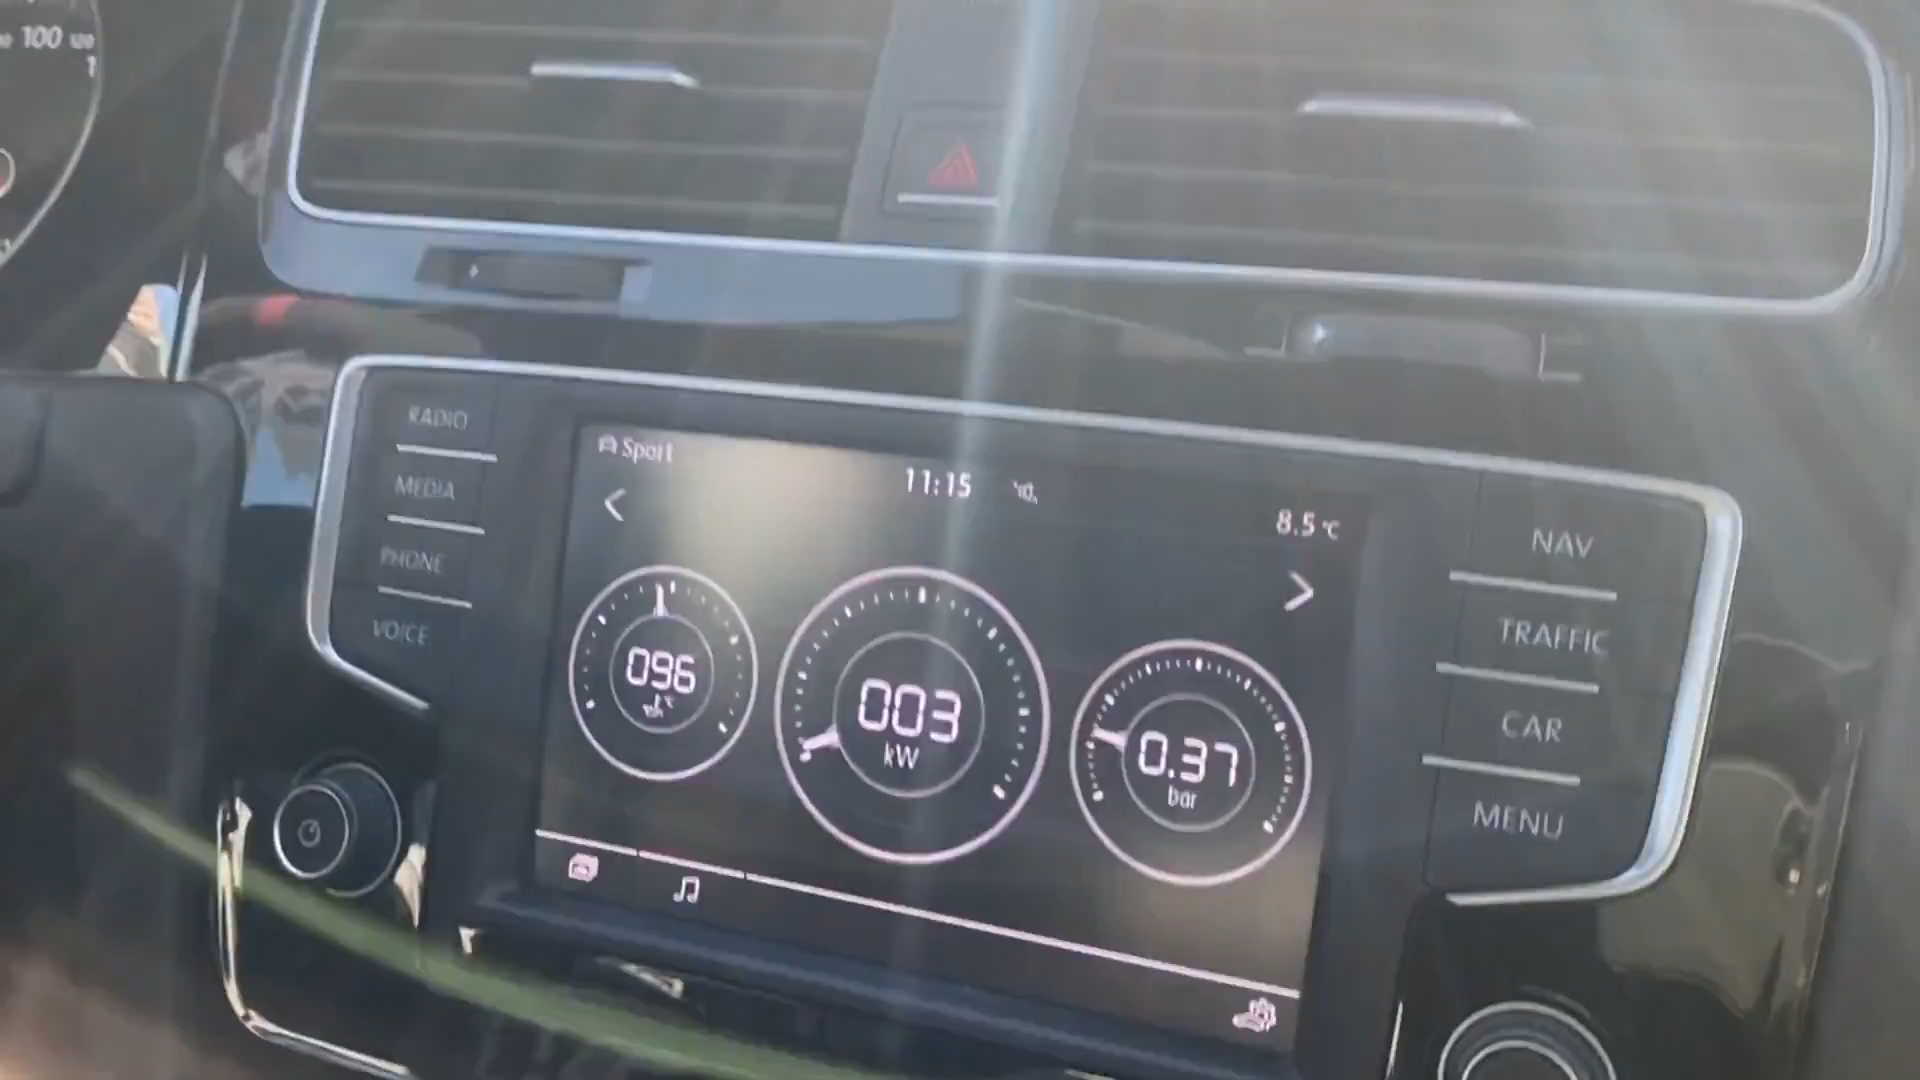 100 120
RADIO
MEDIA
PHONE
VOICE
Sport
11:15
8.5 °C
096
°C
003
kW
0.37
bar
NAV
TRAFFIC
CAR
MENU